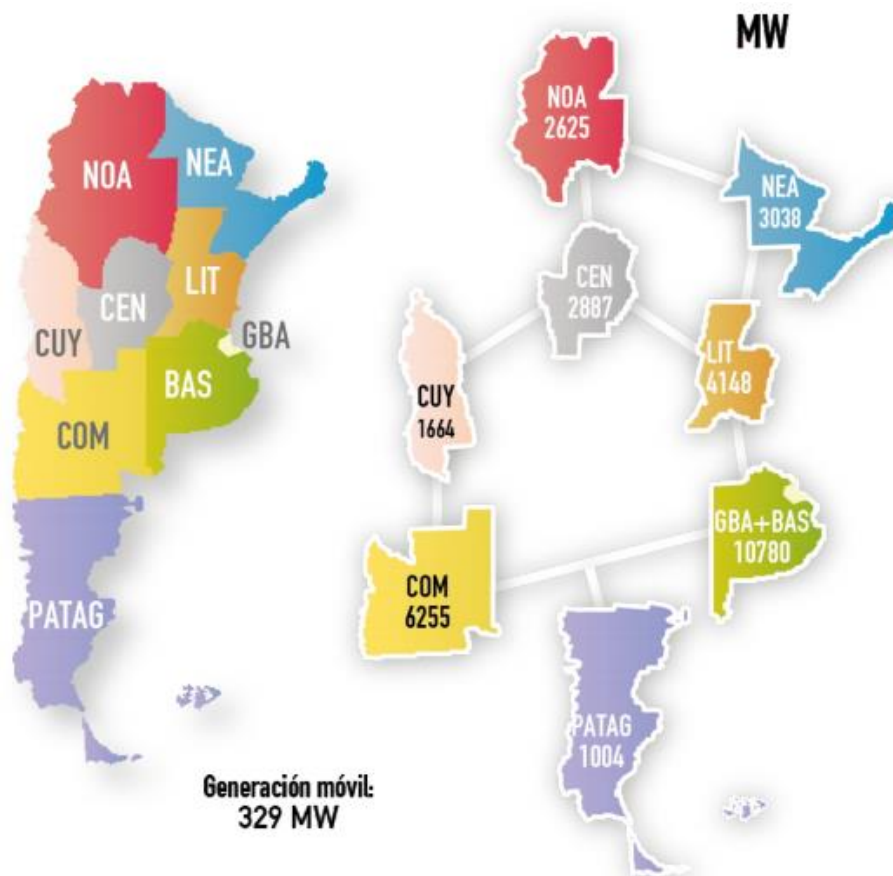 MW
NOA
NEA
CEN
LIT
CUY
GBA
BAS
COM
PATAG
NOA
2625
NEA
3038
CEN
2887
LIT
4148
CUY
1664
GBA+BAS
10780
COM
6255
PATAG
1004
Generación móvil:
329 MW